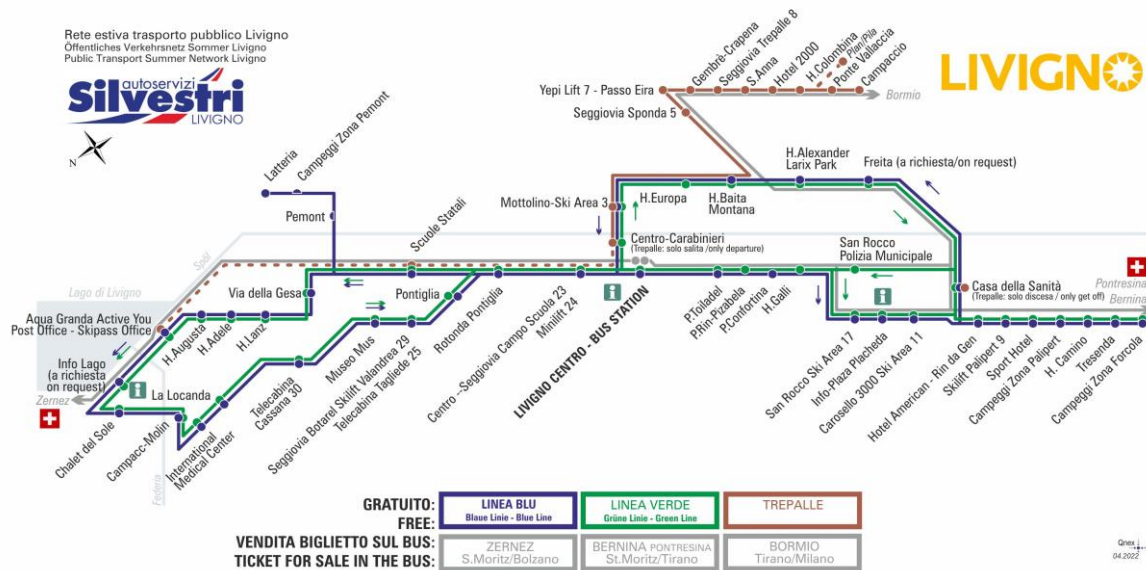 Rete estiva trasporto pubblico Livigno
Öffentliches Verkehrsnetz Sommer Livigno
Public Transport Summer Network Livigno
autoservizi
Silvestri
LIVIGNO
LIVIGNO
N
Gembrè-Crapena
Seggiovia Trepalle 8
S.Anna
Hotel 2000
H.Colombina
Plan/Pila
Ponte Vallaccia
Campaccio
Yepi Lift 7 - Passo Eira
Bormio
Seggiovia Sponda 5
Latteria
Campeggi Zona Pemont
Pemont
H.Alexander
Larix Park
Freita (a richiesta/on request)
Mottolino-Ski Area 3
H.Europa
H.Baita
Montana
Scuole Statali
Centro-Carabinieri
(Trepalle: solo salita /only departure)
San Rocco
Polizia Municipale
Spöl
Lago di Livigno
Via della Gesa
Pontiglia
Casa della Sanità
(Trepalle: solo discesa / only get off)
Pontresina
Bernina
Aqua Granda Active You
Post Office - Skipass Office
H.Augusta
H.Adele
H.Lanz
Info Lago
(a richiesta
on request)
Zernez
La Locanda
Chalet del Sole
Campacc-Molin
Federia
International
Medical Center
Telecabina
Cassana 30
Museo Mus
Seggiovia Botarel Skilift Valandrea 29
Telecabina Tagliede 25
Rotonda Pontiglia
Centro –Seggiovia Campo Scuola 23
Minilift 24
LIVIGNO CENTRO - BUS STATION
P.Toiladel
P.Rin-Pizabela
P.Confortina
H.Galli
San Rocco Ski Area 17
Info-Plaza Placheda
Carosello 3000 Ski Area 11
Hotel American - Rin da Gen
Skilift Palipert 9
Sport Hotel
Campeggi Zona Palipert
H. Camino
Tresenda
Campeggi Zona Forcola
GRATUITO:
FREE:
LINEA BLU
Blaue Linie - Blue Line
LINEA VERDE
Grüne Linie - Green Line
TREPALLE
VENDITA BIGLIETTO SUL BUS:
TICKET FOR SALE IN THE BUS:
ZERNEZ
S.Moritz/Bolzano
BERNINA PONTRESINA
St.Moritz/Tirano
BORMIO
Tirano/Milano
Qnex
04.2022